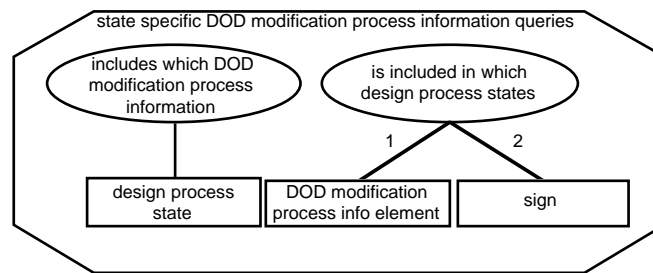 state specific DOD modification process information queries
includes which DOD
modification process
information
is included in which
design process states
1
2
design process
state
DOD modification
process info element
sign